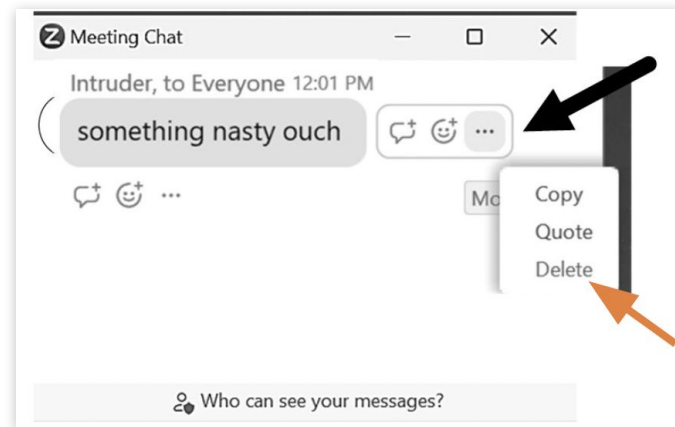 Meeting Chat
Intruder, to Everyone 12:01 PM
something nasty ouch
Mo
Copy
Quote
Delete
Who can see your messages?